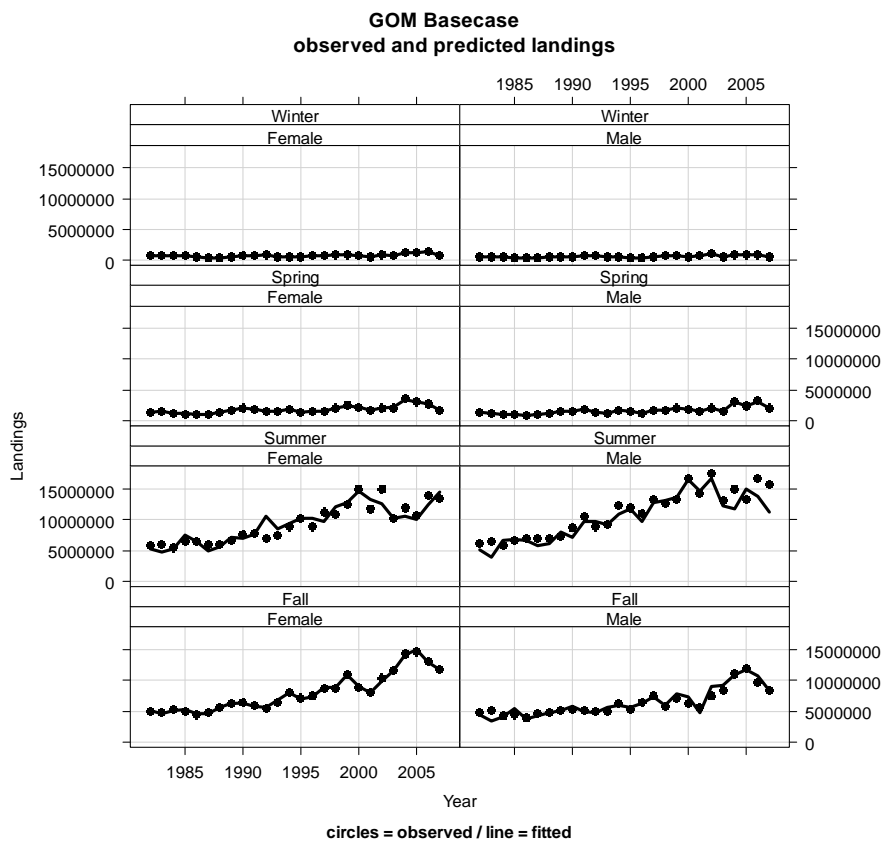 GOM Basecase
observed and predicted landings
1985 1990 1995 2000 2005
Winter Winter
Female Male
15000000
10000000
5000000
0
Spring Spring
Female Male
15000000
10000000
5000000
0
Landings
Summer Summer
Female Male
15000000
10000000
5000000
0
Fall Fall
Female Male
15000000
10000000
5000000
0
1985 1990 1995 2000 2005
Year
circles = observed / line = fitted